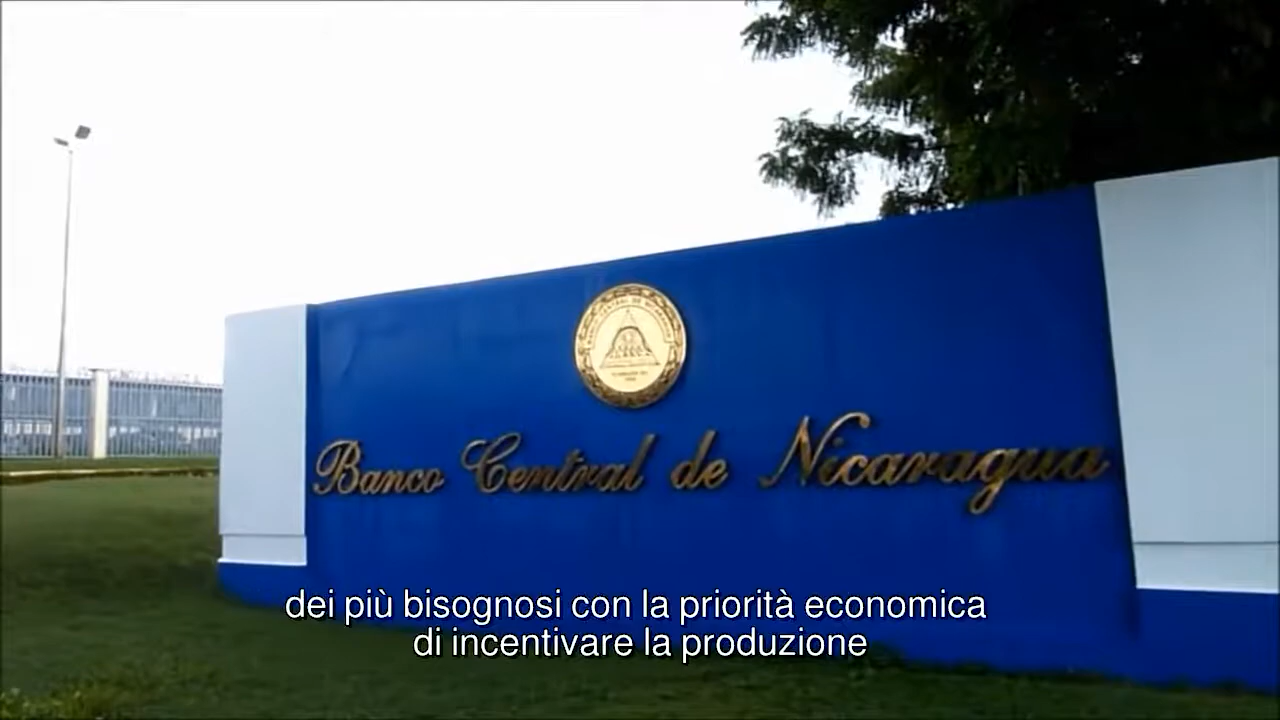 Banco Central de Nicaragua
dei più bisognosi con la priorità economica
di incentivare la produzione